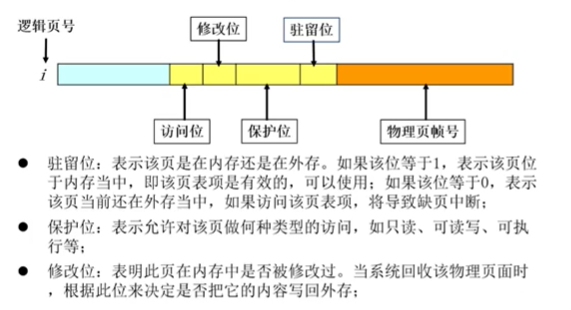 逻辑页号
修改位
驻留位
i
访问位
保护位
物理页帧号
● 驻留位：表示该页是在内存还是在外存。如果该位等于1，表示该页位
于内存当中，即该页表项是有效的，可以使用；如果该位等于0，表示
该页当前还在外存当中，如果访问该页表项，将导致缺页中断；
● 保护位：表示允许对该页做何种类型的访问，如只读、可读写、可执
行等；
● 修改位：表明此页在内存中是否被修改过。当系统回收该物理页面时
，根据此位来决定是否把它的内容写回外存；